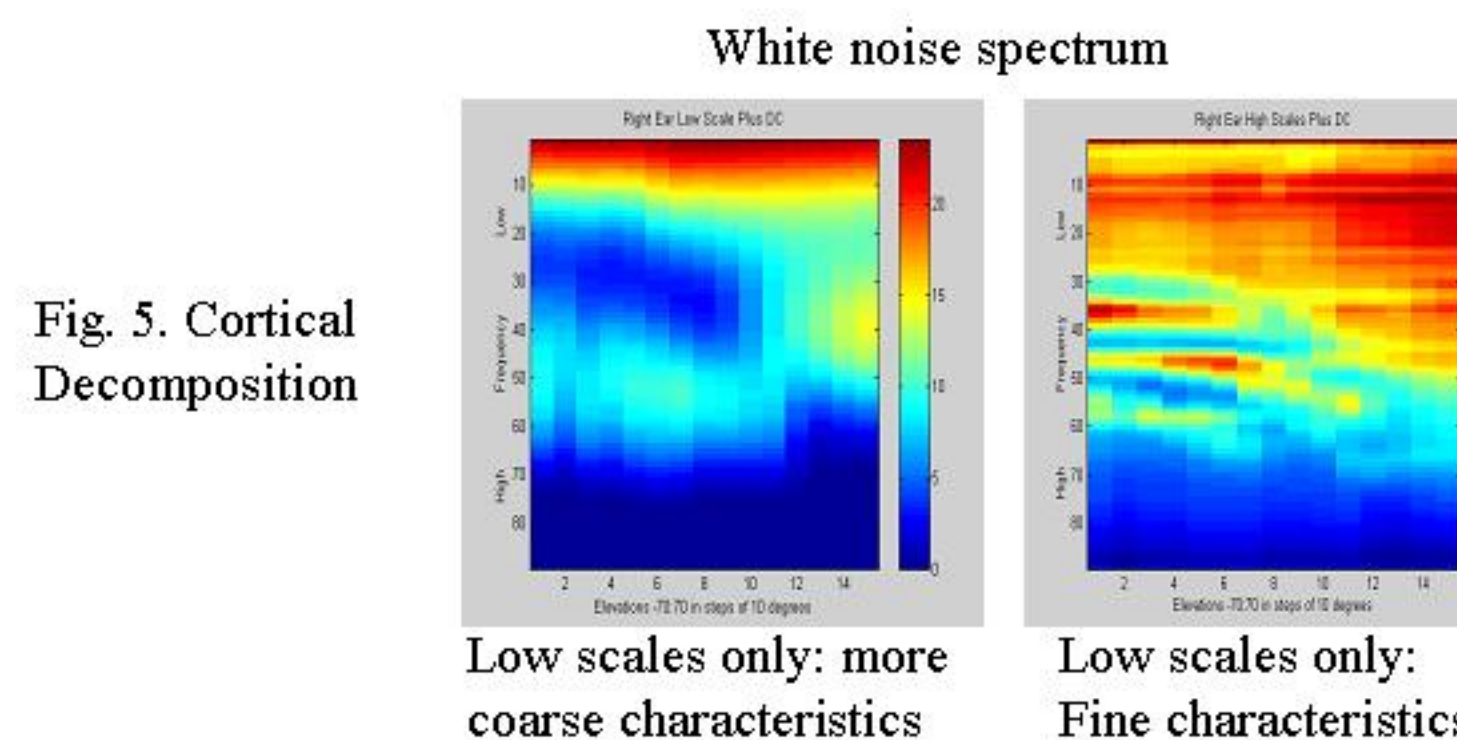 White noise spectrum
Fig. 5. Cortical
Decomposition
Right Ear Low Scale Plus DC
10
20
30
40
50
60
70
80
Low
Frequency
High
2 4 6 8 10 12 14
Elevations -70:70 in steps of 10 degrees
20
15
10
5
0
Right Ear High Scales Plus DC
10
20
30
40
50
60
70
80
Low
Frequency
High
2 4 6 8 10 12 14
Elevations -70:70 in steps of 10 degrees
Low scales only: more
coarse characteristics
Low scales only:
Fine characteristics